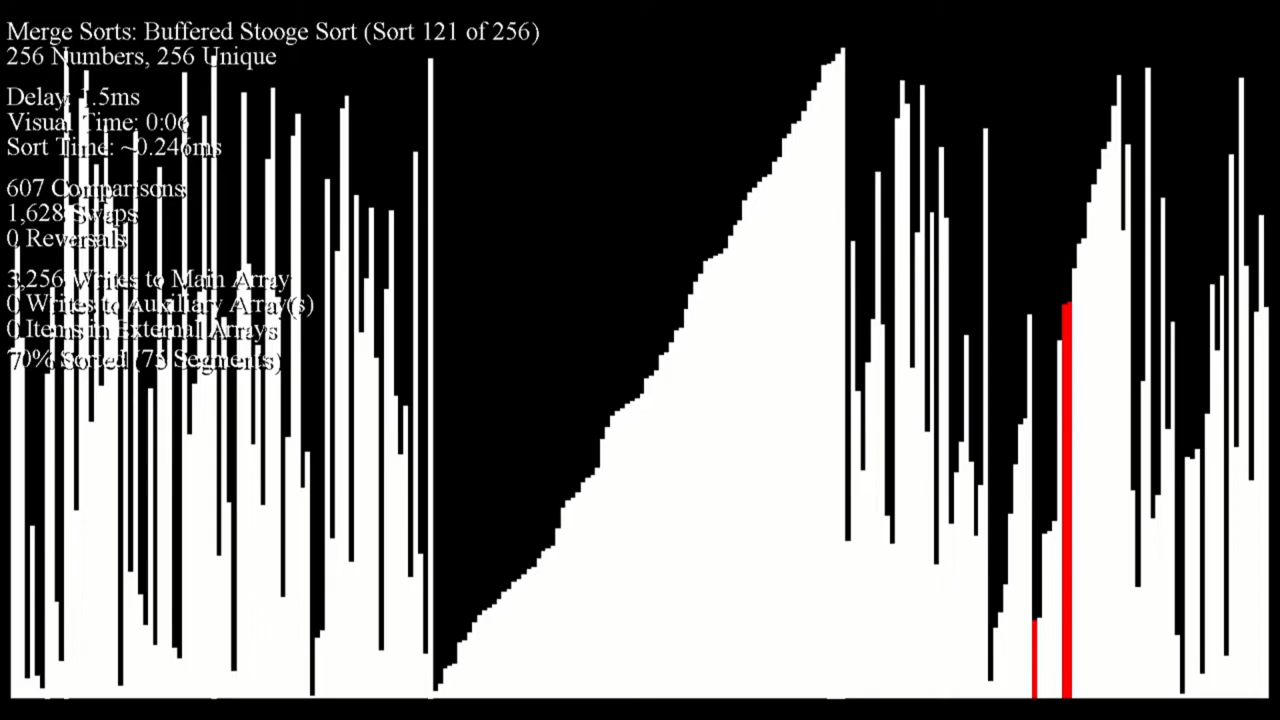 Merge Sorts: Buffered Stooge Sort (Sort 121 of 256)
256 Numbers, 256 Unique
Delay: 1.5ms
Visual Time: 0:06
Sort Time: ~0.246ms
607 Comparisons
1,628 Swaps
0 Reversals
3,256 Writes to Main Array
0 Writes to Auxiliary Array(s)
0 Items in External Arrays
70% Sorted (75 Segments)